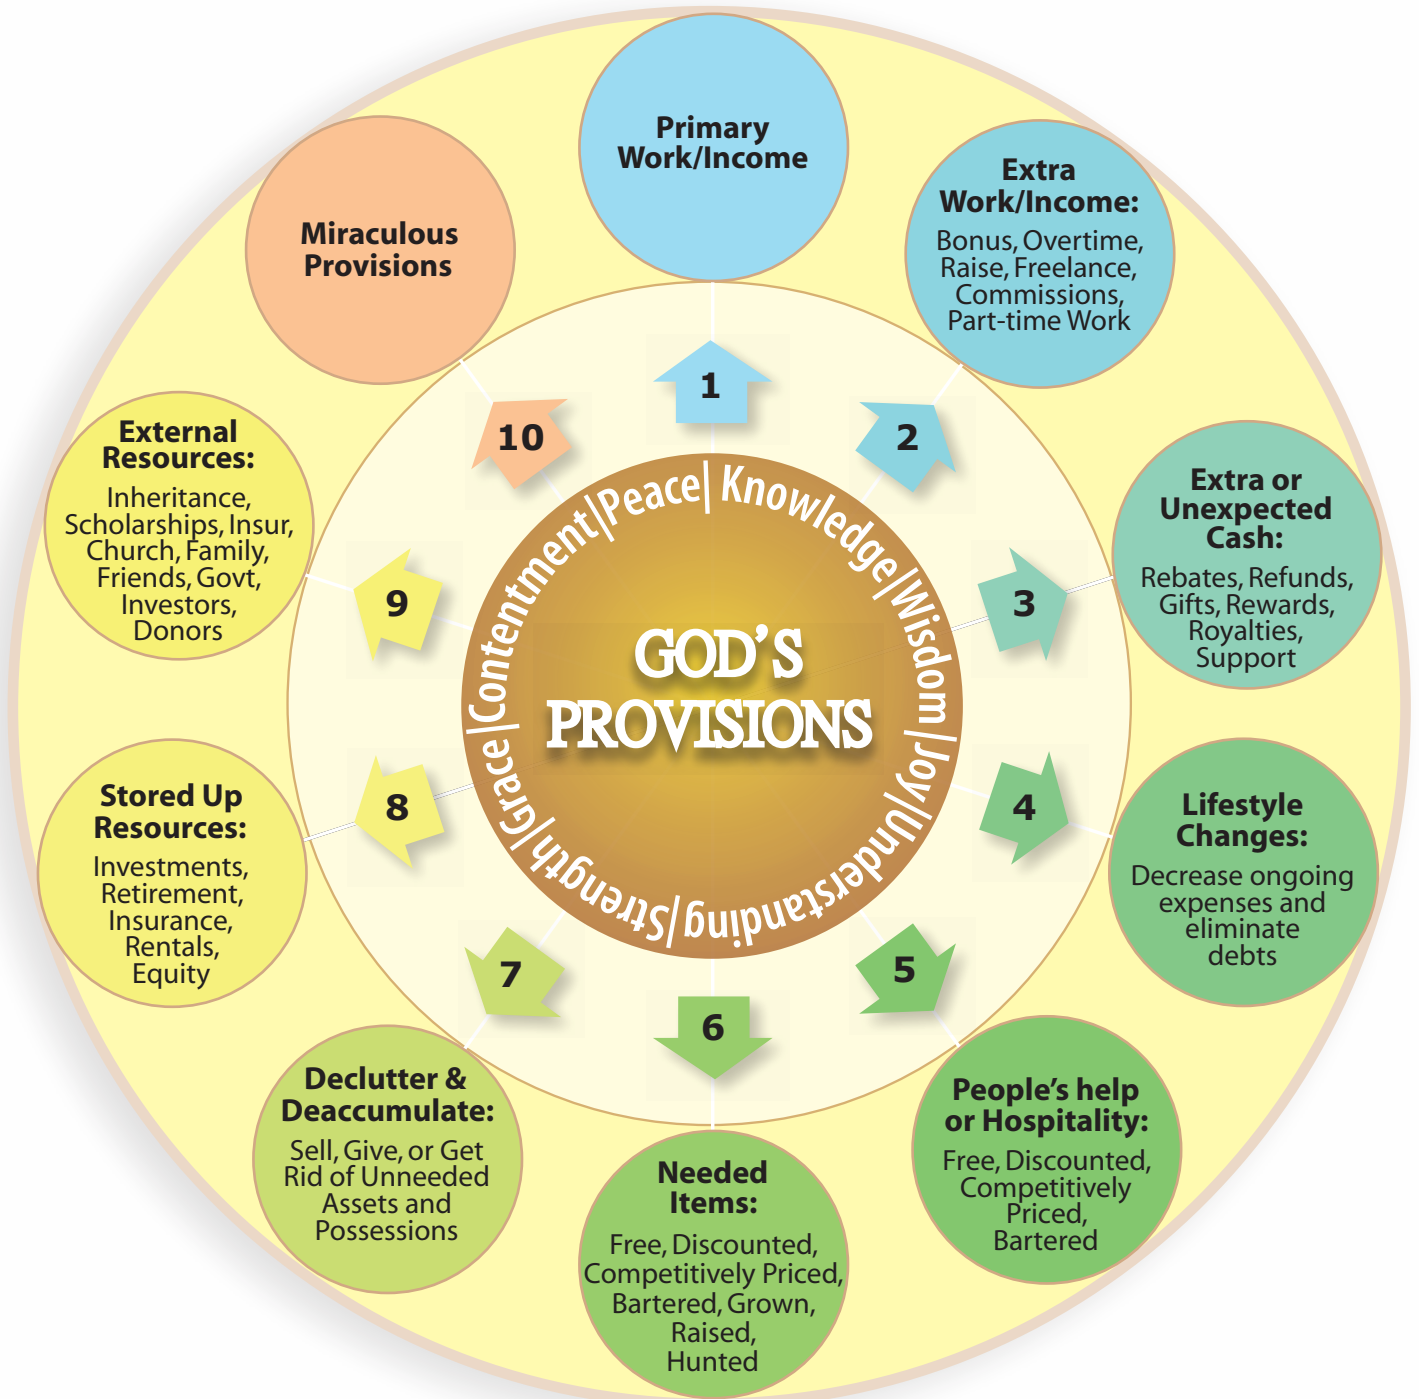 GOD'S
PROVISIONS
Knowledge|Wisdom|Joy|Understanding|Strength|Grace|Contentment|Peace|
1
Primary
Work/Income
2
Extra
Work/Income:
Bonus, Overtime,
Raise, Freelance,
Commissions,
Part-time Work
3
Extra or
Unexpected
Cash:
Rebates, Refunds,
Gifts, Rewards,
Royalties,
Support
4
Lifestyle
Changes:
Decrease ongoing
expenses and
eliminate
debts
5
People's help
or Hospitality:
Free, Discounted,
Competitively
Priced,
Bartered
6
Needed
Items:
Free, Discounted,
Competitively Priced,
Bartered, Grown,
Raised,
Hunted
7
Declutter &
Deaccumulate:
Sell, Give, or Get
Rid of Unneeded
Assets and
Possessions
8
Stored Up
Resources:
Investments,
Retirement,
Insurance,
Rentals,
Equity
9
External
Resources:
Inheritance,
Scholarships, Insur,
Church, Family,
Friends, Govt,
Investors,
Donors
10
Miraculous
Provisions